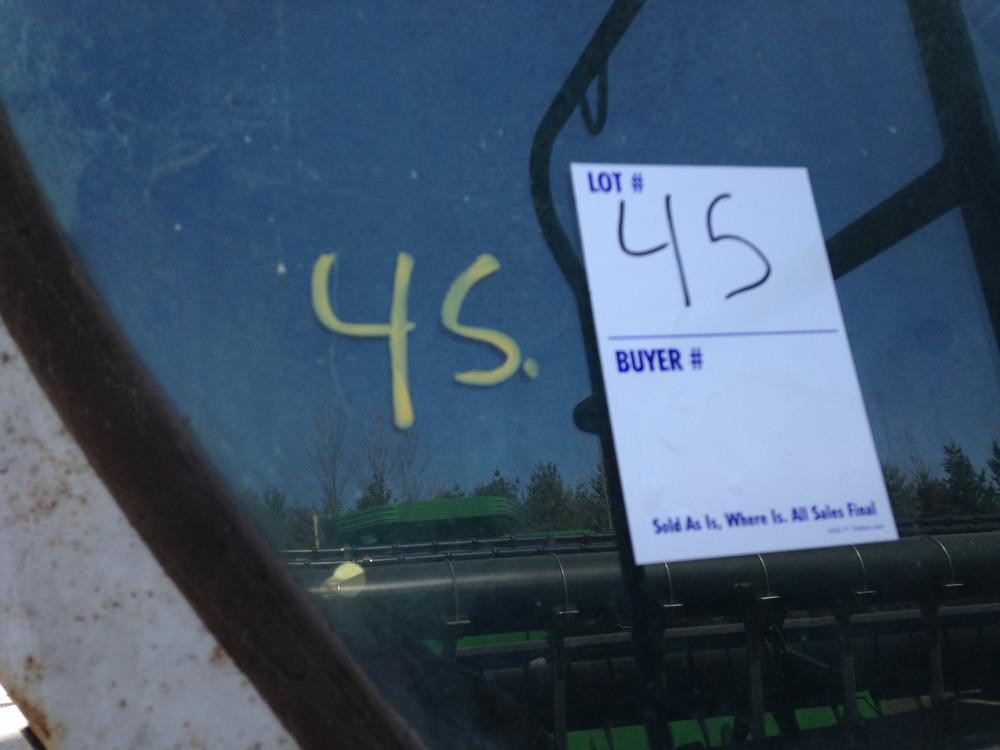 45.
LOT #
45
BUYER #
Sold As Is, Where Is. All Sales Final